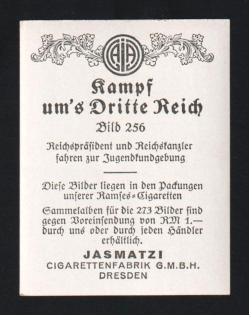 AJA
Kampf
um's Dritte Reich
Bild 256
Reichspräsident und Reichskanzler
fahren zur Jugendkundgebung
Diese Bilder liegen in den Packungen
unserer Ramses-Cigaretten
Sammelalben für die 273 Bilder sind
gegen Voreinsendung von RM 1.—
durch uns oder durch jeden Händler
erhältlich.
JASMATZI
CIGARETTENFABRIK G.M.B.H.
DRESDEN